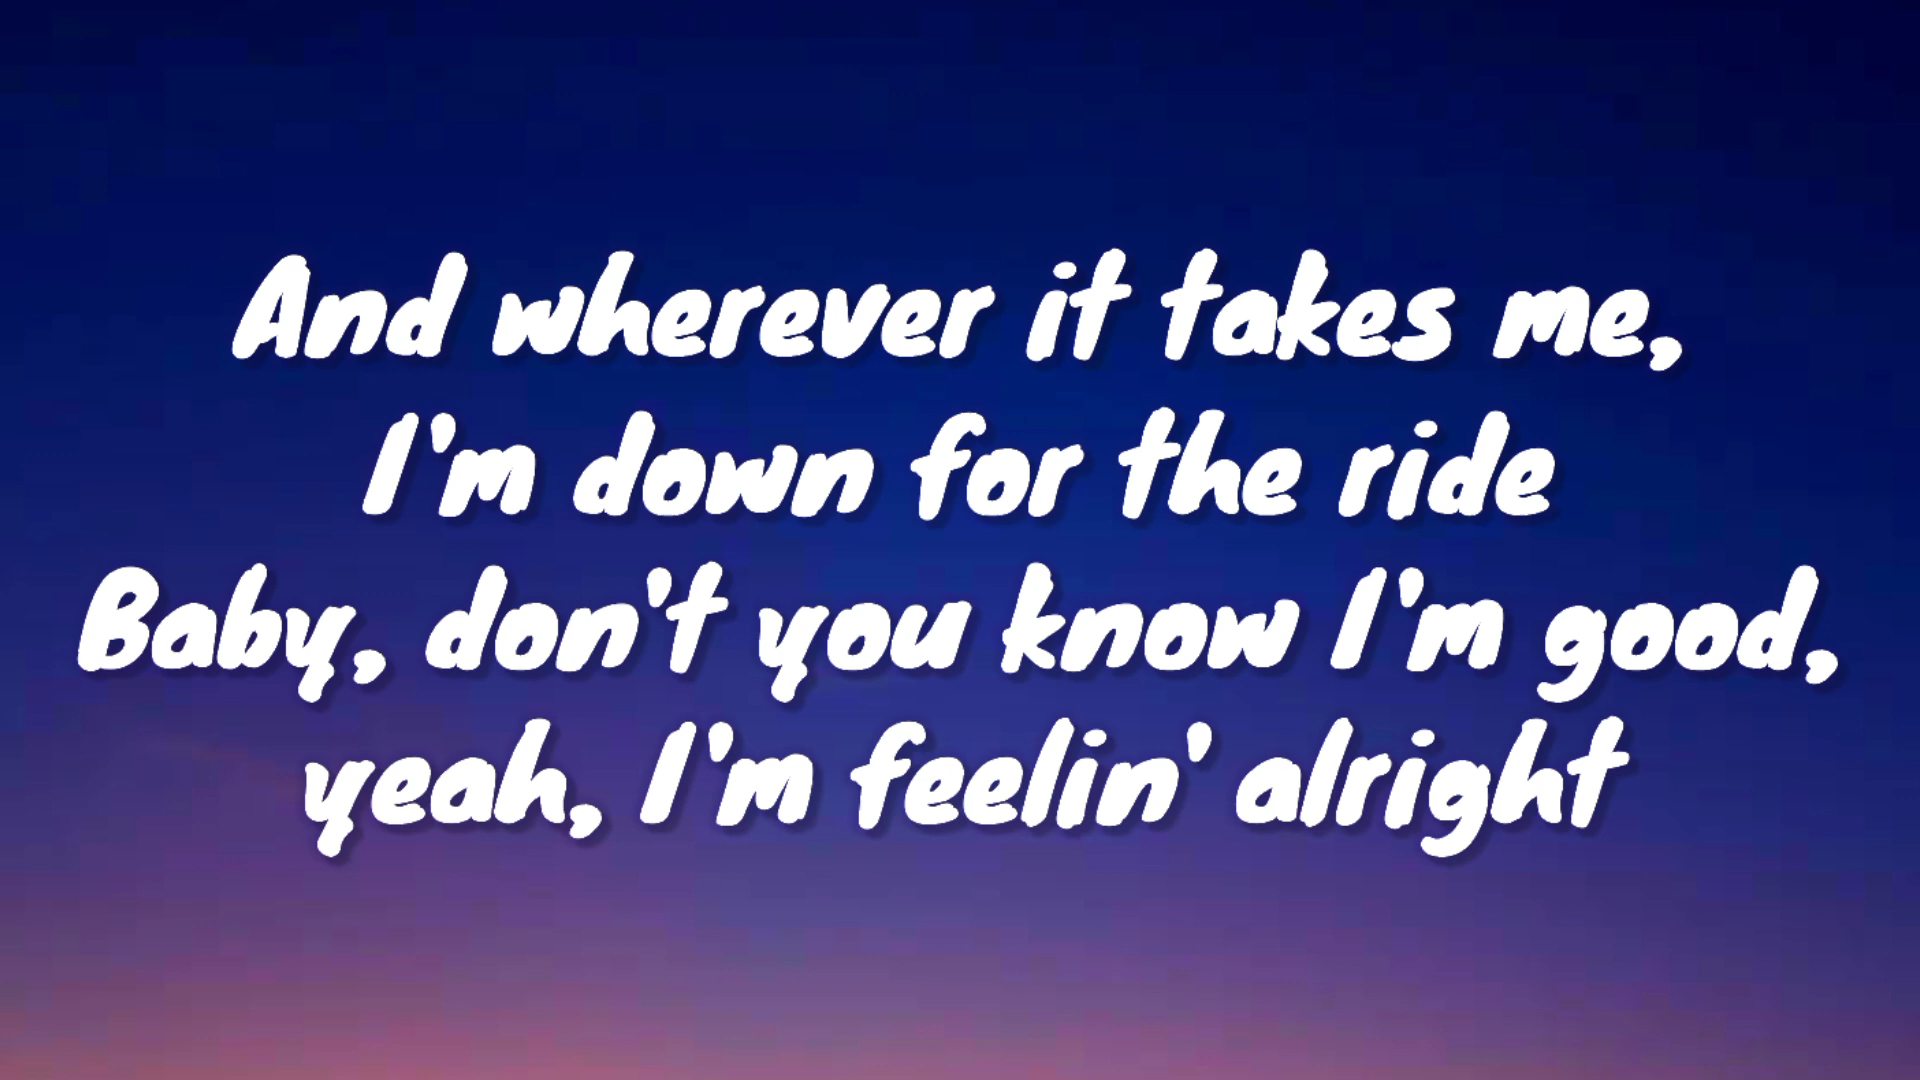 And wherever it takes me,
I'm down for the ride
Baby, don't you know I'm good,
yeah, I'm feelin' alright